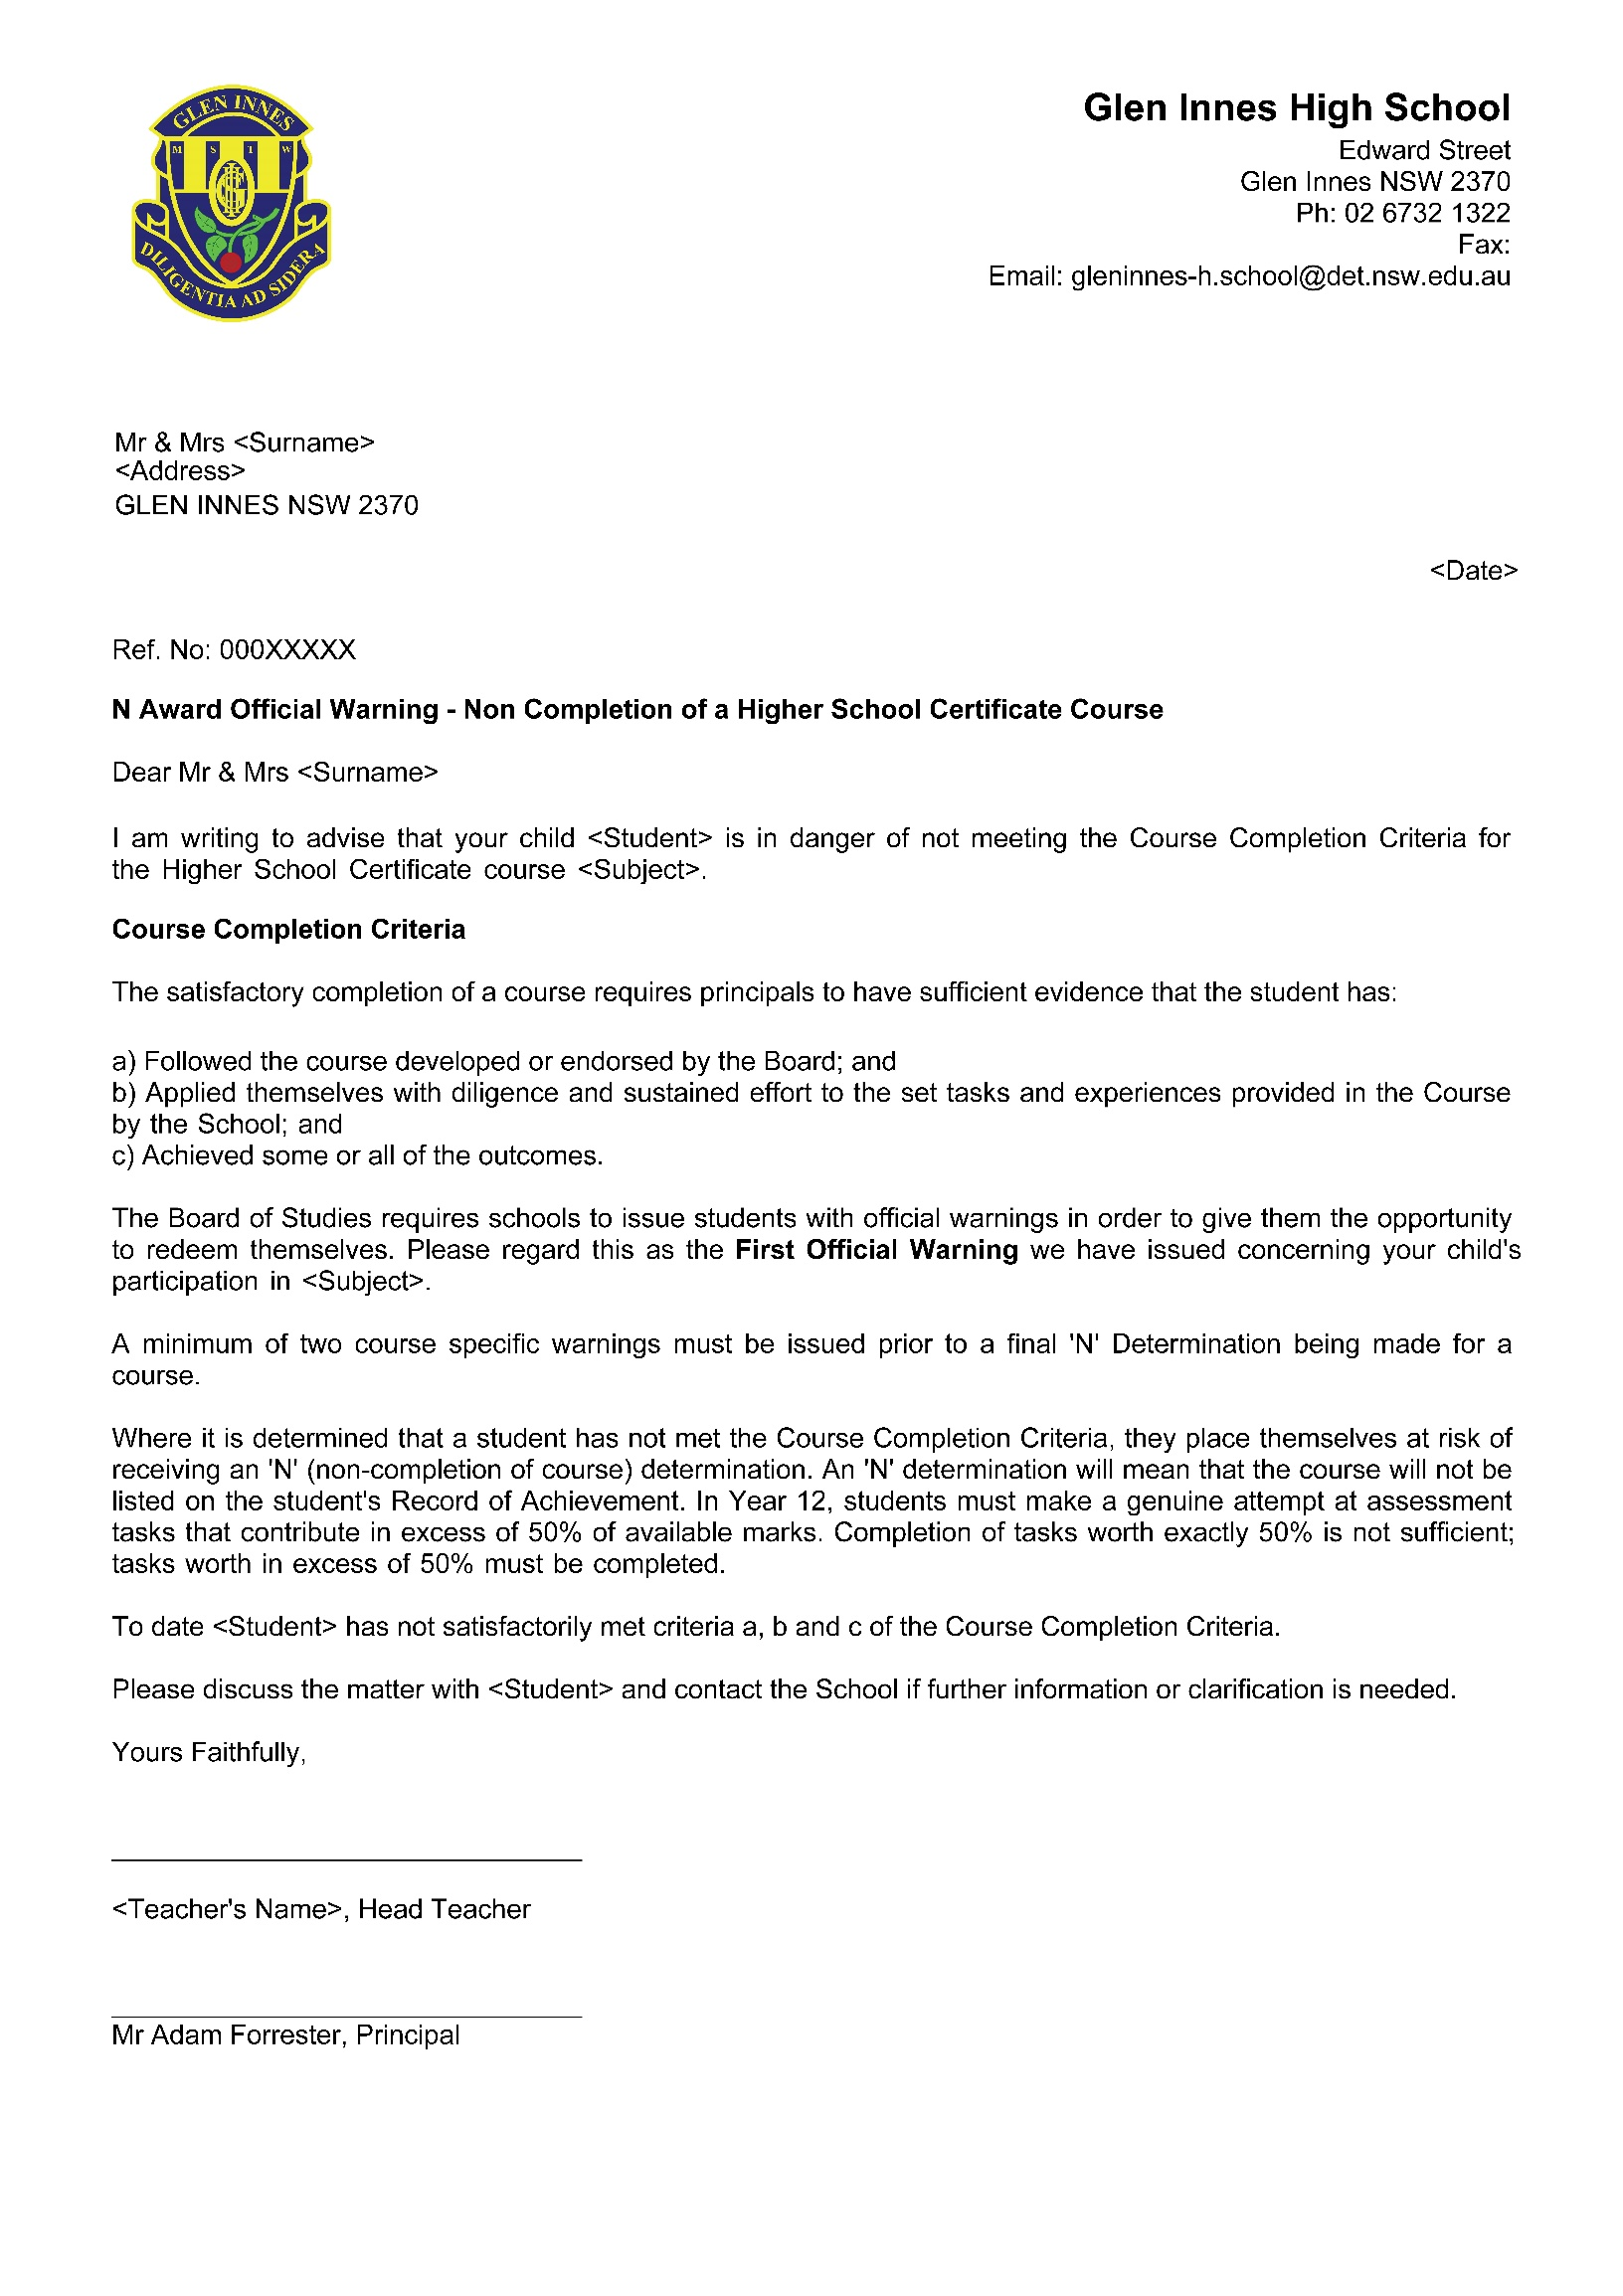 GLEN INNES
M S T W
GIHS
DILIGENTIA AD SIDERA
Glen Innes High School
Edward Street
Glen Innes NSW 2370
Ph: 02 6732 1322
Fax:
Email: gleninnes-h.school@det.nsw.edu.au
Mr & Mrs <Surname>
<Address>
GLEN INNES NSW 2370
<Date>
Ref. No: 000XXXXX
N Award Official Warning - Non Completion of a Higher School Certificate Course
Dear Mr & Mrs <Surname>
I am writing to advise that your child <Student> is in danger of not meeting the Course Completion Criteria for
the Higher School Certificate course <Subject>.
Course Completion Criteria
The satisfactory completion of a course requires principals to have sufficient evidence that the student has:
a) Followed the course developed or endorsed by the Board; and
b) Applied themselves with diligence and sustained effort to the set tasks and experiences provided in the Course
by the School; and
c) Achieved some or all of the outcomes.
The Board of Studies requires schools to issue students with official warnings in order to give them the opportunity
to redeem themselves. Please regard this as the First Official Warning we have issued concerning your child's
participation in <Subject>.
A minimum of two course specific warnings must be issued prior to a final 'N' Determination being made for a
course.
Where it is determined that a student has not met the Course Completion Criteria, they place themselves at risk of
receiving an 'N' (non-completion of course) determination. An 'N' determination will mean that the course will not be
listed on the student's Record of Achievement. In Year 12, students must make a genuine attempt at assessment
tasks that contribute in excess of 50% of available marks. Completion of tasks worth exactly 50% is not sufficient;
tasks worth in excess of 50% must be completed.
To date <Student> has not satisfactorily met criteria a, b and c of the Course Completion Criteria.
Please discuss the matter with <Student> and contact the School if further information or clarification is needed.
Yours Faithfully,
<Teacher's Name>, Head Teacher
Mr Adam Forrester, Principal